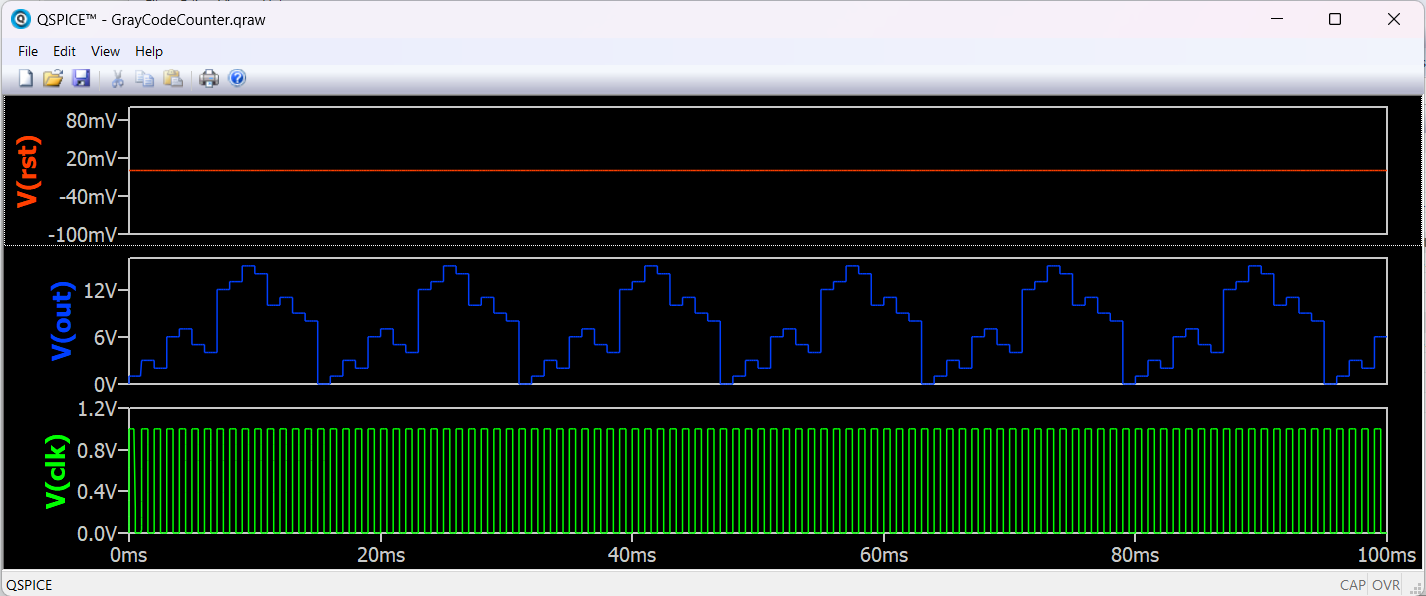 QSPICE™ - GrayCodeCounter.qraw
File Edit View Help
V(rst)
80mV
20mV
-40mV
-100mV
V(out)
12V
6V
0V
V(clk)
1.2V
0.8V
0.4V
0.0V
0ms 20ms 40ms 60ms 80ms 100ms
QSPICE CAP OVR